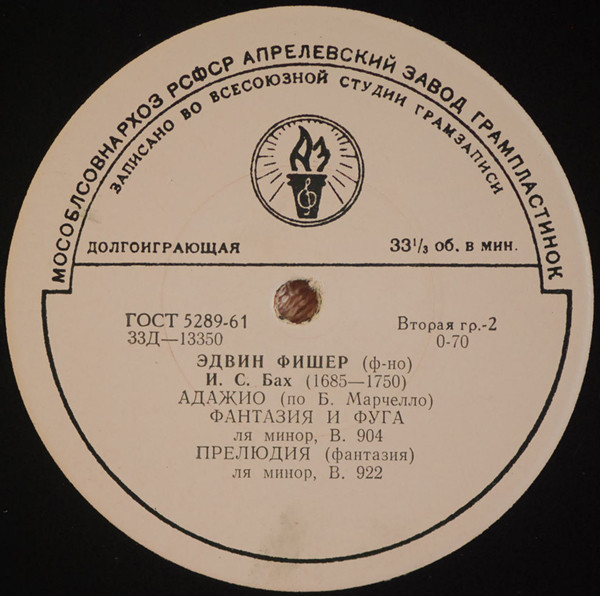 МОСОБЛСОВНАРХОЗ РСФСР АПРЕЛЕВСКИЙ ЗАВОД ГРАМПЛАСТИНОК
ЗАПИСАНО ВО ВСЕСОЮЗНОЙ СТУДИИ ГРАМЗАПИСИ
АЗ
ДОЛГОИГРАЮЩАЯ 33 1/3 об. в мин.
ГОСТ 5289-61 Вторая гр.-2
33Д—13350 0-70
ЭДВИН ФИШЕР (ф-но)
И. С. Бах (1685—1750)
АДАЖИО (по Б. Марчелло)
ФАНТАЗИЯ И ФУГА
ля минор, В. 904
ПРЕЛЮДИЯ (фантазия)
ля минор, В. 922